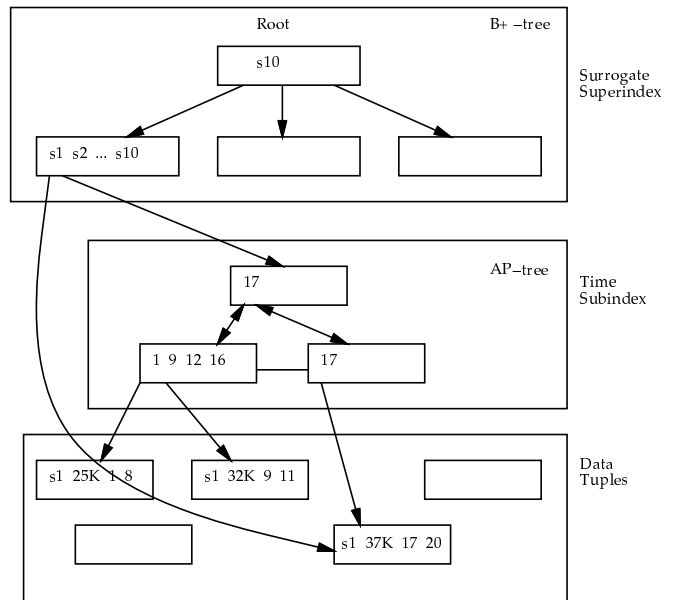 Root
B+ –tree
s10
Surrogate
Superindex
s1 s2 ... s10
AP–tree
17
Time
Subindex
1 9 12 16
17
Data
Tuples
s1 25K 1 8
s1 32K 9 11
s1 37K 17 20